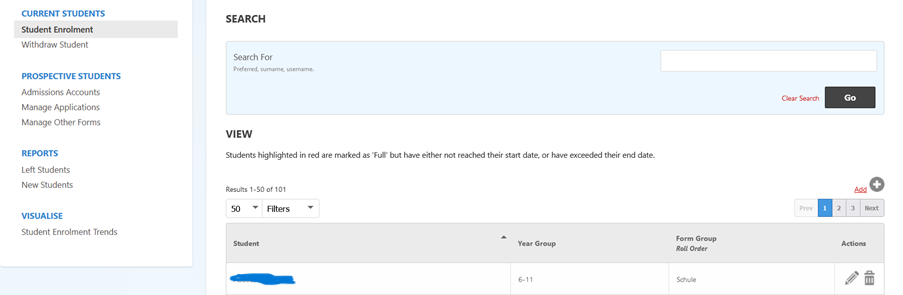 CURRENT STUDENTS
Student Enrolment
Withdraw Student
PROSPECTIVE STUDENTS
Admissions Accounts
Manage Applications
Manage Other Forms
REPORTS
Left Students
New Students
VISUALISE
Student Enrolment Trends
SEARCH
Search For
Preferred, surname, username.
Clear Search Go
VIEW
Students highlighted in red are marked as 'Full' but have either not reached their start date, or have exceeded their end date.
Results 1-50 of 101 Add
50 Filters Prev 1 2 3 Next
Student Year Group Form Group Actions
Roll Order
6-11 Schule